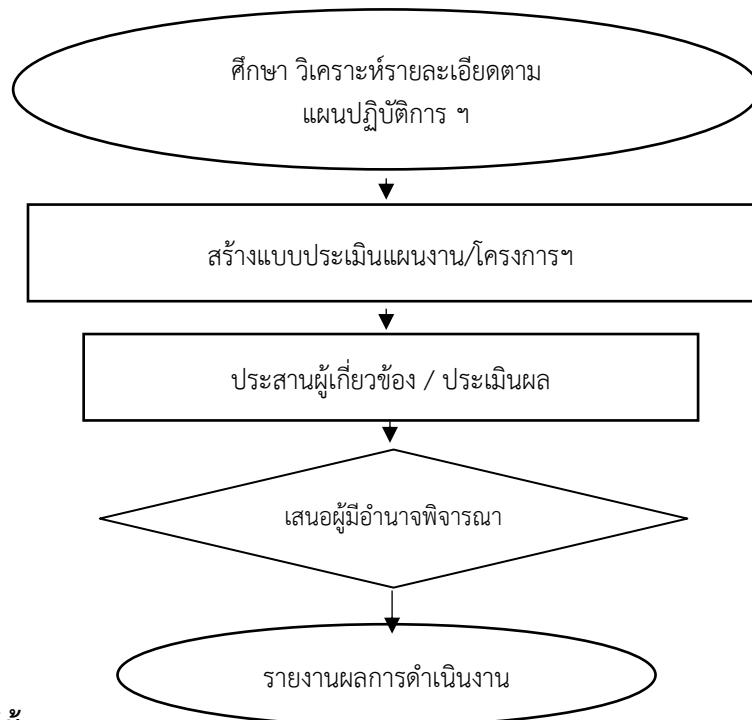 ศึกษา วิเคราะห์รายละเอียดตาม
แผนปฏิบัติการ ฯ
สร้างแบบประเมินแผนงาน/โครงการฯ
ประสานผู้เกี่ยวข้อง / ประเมินผล
เสนอผู้มีอำนาจพิจารณา
รายงานผลการดำเนินงาน